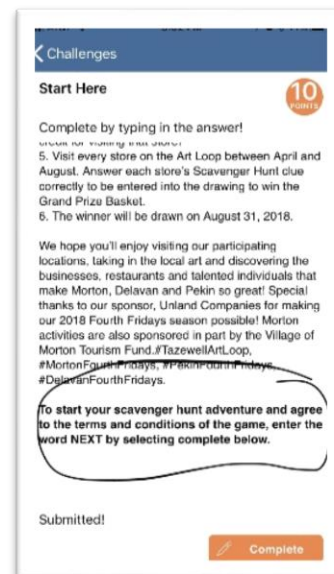 Challenges
Start Here
10
POINTS
Complete by typing in the answer!
credit for visiting that store!
5. Visit every store on the Art Loop between April and
August. Answer each store's Scavenger Hunt clue
correctly to be entered into the drawing to win the
Grand Prize Basket.
6. The winner will be drawn on August 31, 2018.
We hope you'll enjoy visiting our participating
locations, taking in the local art and discovering the
businesses, restaurants and talented individuals that
make Morton, Delavan and Pekin so great! Special
thanks to our sponsor, Unland Companies for making
our 2018 Fourth Fridays season possible! Morton
activities are also sponsored in part by the Village of
Morton Tourism Fund.#TazewellArtLoop,
#MortonFourthFridays, #PekinFourthFridays,
#DelavanFourthFridays.
To start your scavenger hunt adventure and agree
to the terms and conditions of the game, enter the
word NEXT by selecting complete below.
Submitted!
Complete